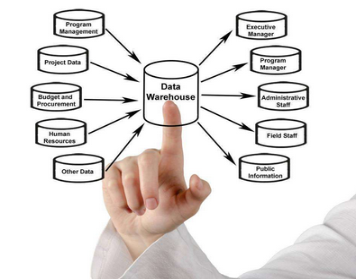 Program
Management
Project Data
Budget and
Procurement
Human
Resources
Other Data
Data
Warehouse
Executive
Manager
Program
Manager
Administrative
Staff
Field Staff
Public
Information